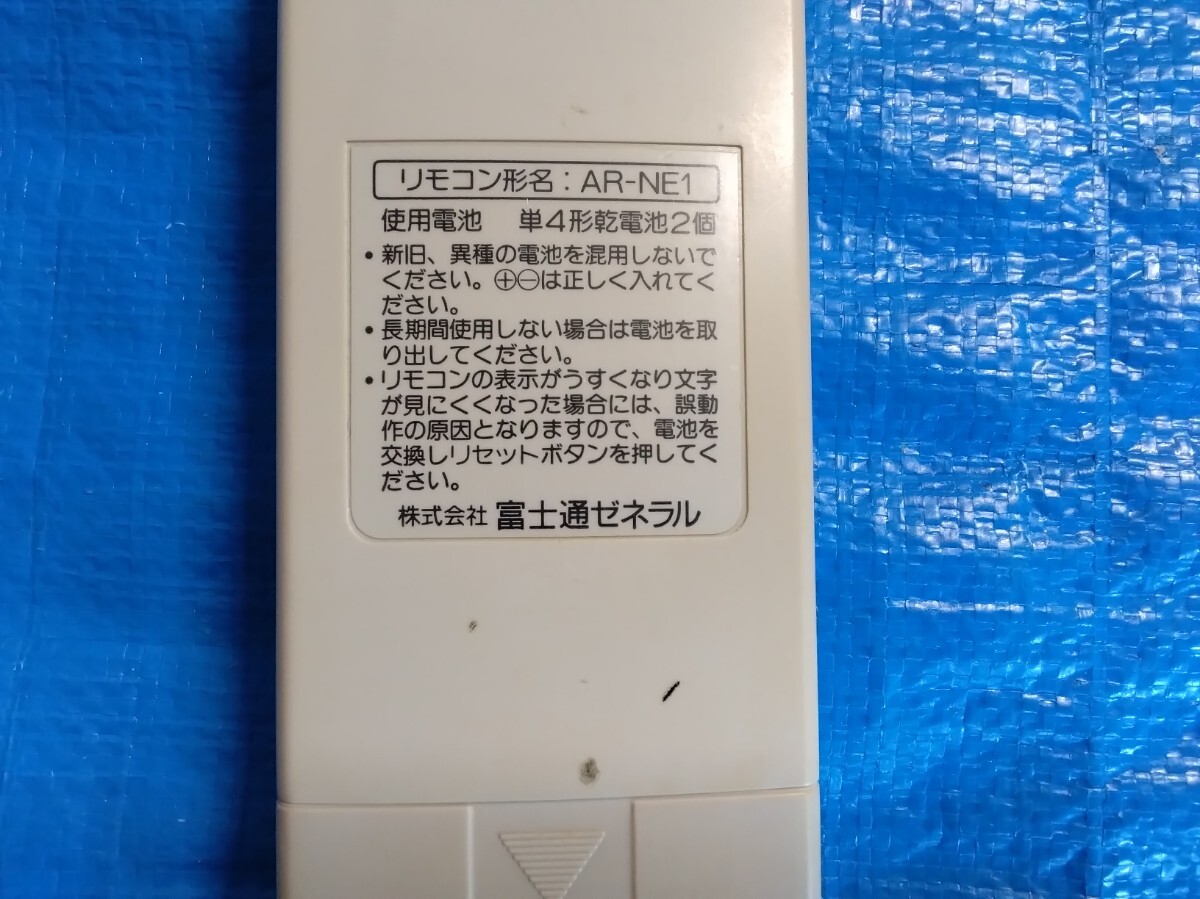 リモコン形名：AR-NE1
使用電池　単4形乾電池2個
・新旧、異種の電池を混用しないで
ください。⊕⊖は正しく入れてく
ださい。
・長期間使用しない場合は電池を取
り出してください。
・リモコンの表示がうすくなり文字
が見にくくなった場合には、誤動
作の原因となりますので、電池を
交換しリセットボタンを押してく
ださい。
株式会社 富士通ゼネラル